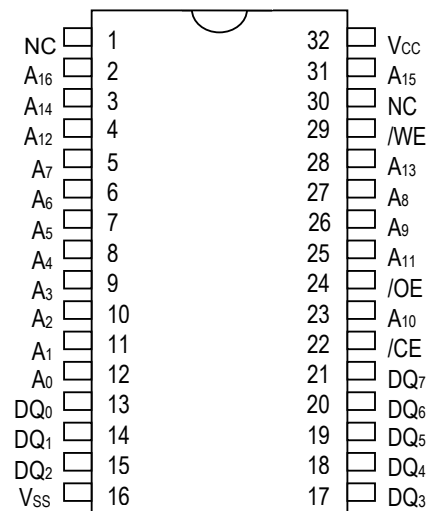 NC 1 32 Vcc
A16 2 31 A15
A14 3 30 NC
A12 4 29 /WE
A7 5 28 A13
A6 6 27 A8
A5 7 26 A9
A4 8 25 A11
A3 9 24 /OE
A2 10 23 A10
A1 11 22 /CE
A0 12 21 DQ7
DQ0 13 20 DQ6
DQ1 14 19 DQ5
DQ2 15 18 DQ4
Vss 16 17 DQ3